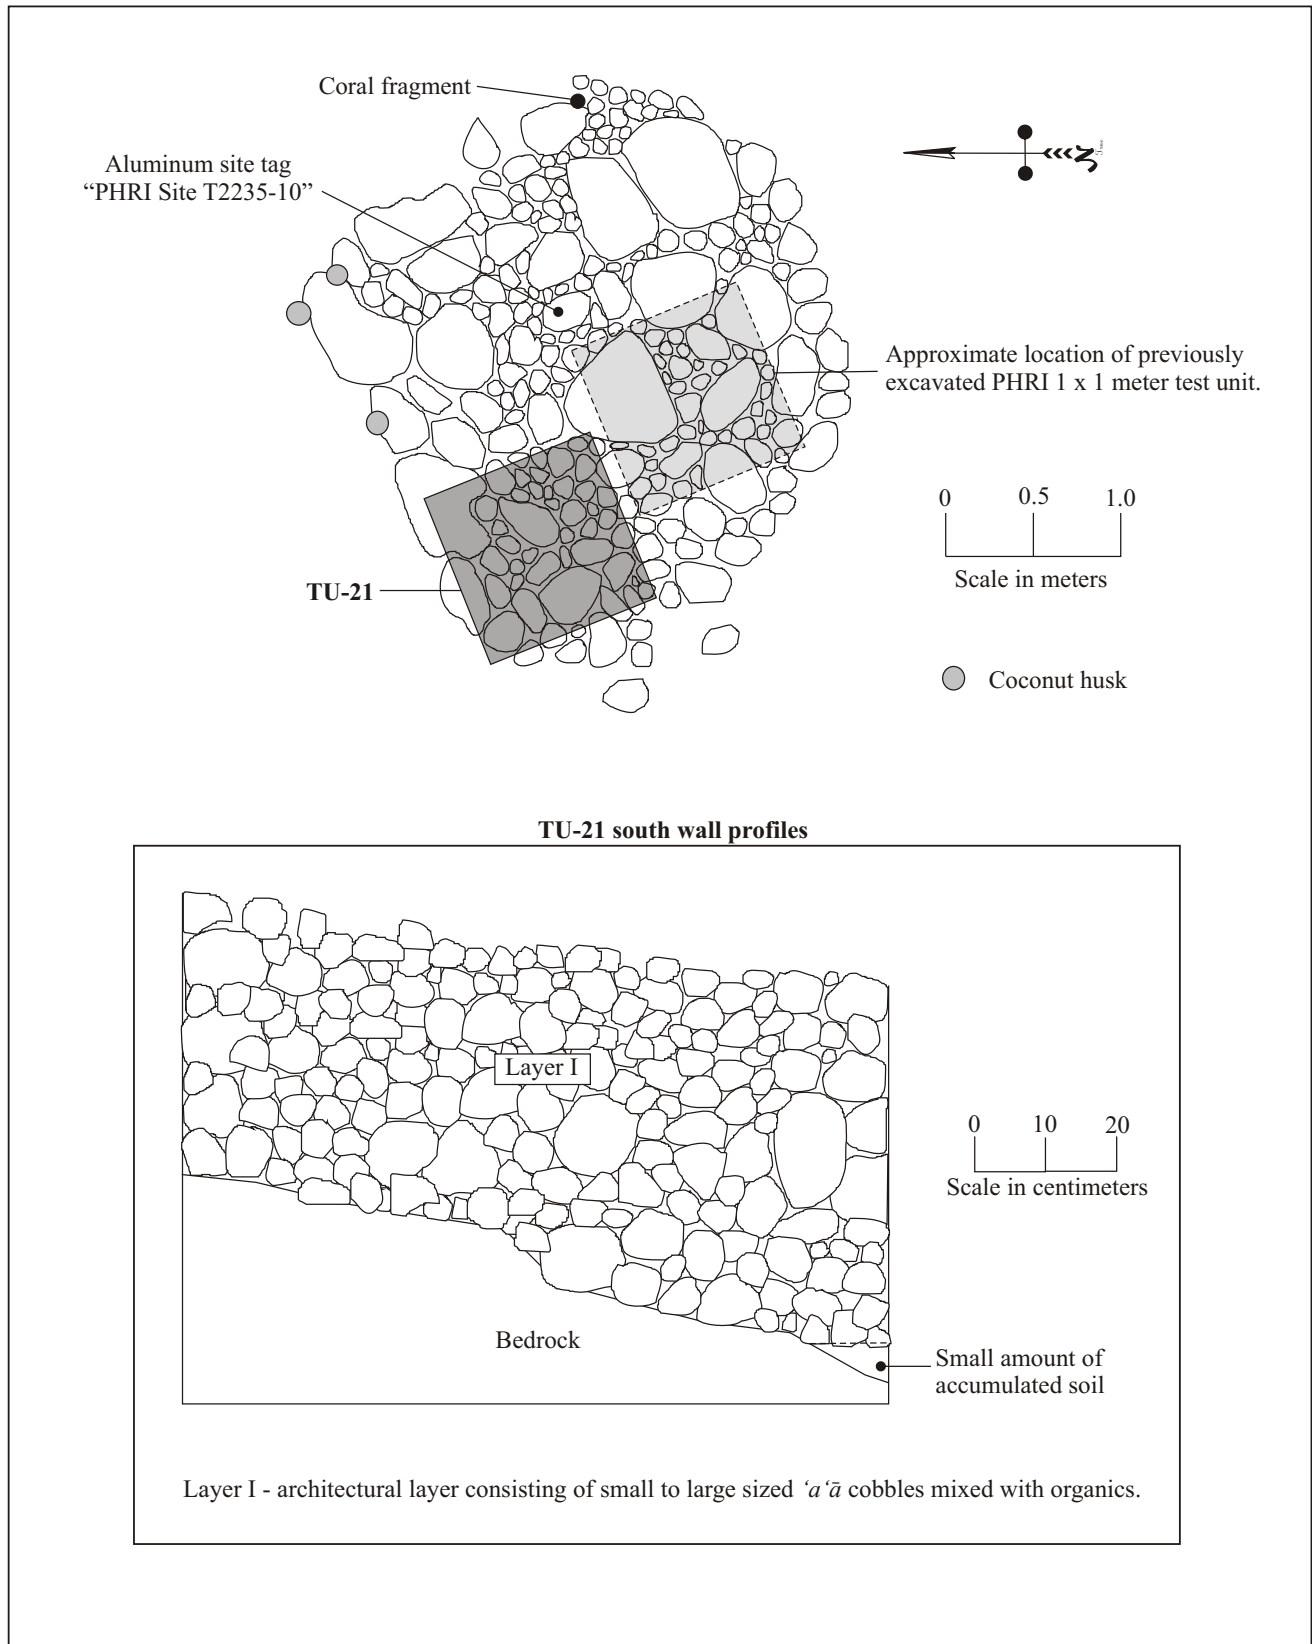 Coral fragment
Aluminum site tag
“PHRI Site T2235-10”
N
Approximate location of previously
excavated PHRI 1 x 1 meter test unit.
0 0.5 1.0
Scale in meters
TU-21
Coconut husk
TU-21 south wall profiles
Layer I
0 10 20
Scale in centimeters
Bedrock
Small amount of
accumulated soil
Layer I - architectural layer consisting of small to large sized ‘a‘ā cobbles mixed with organics.